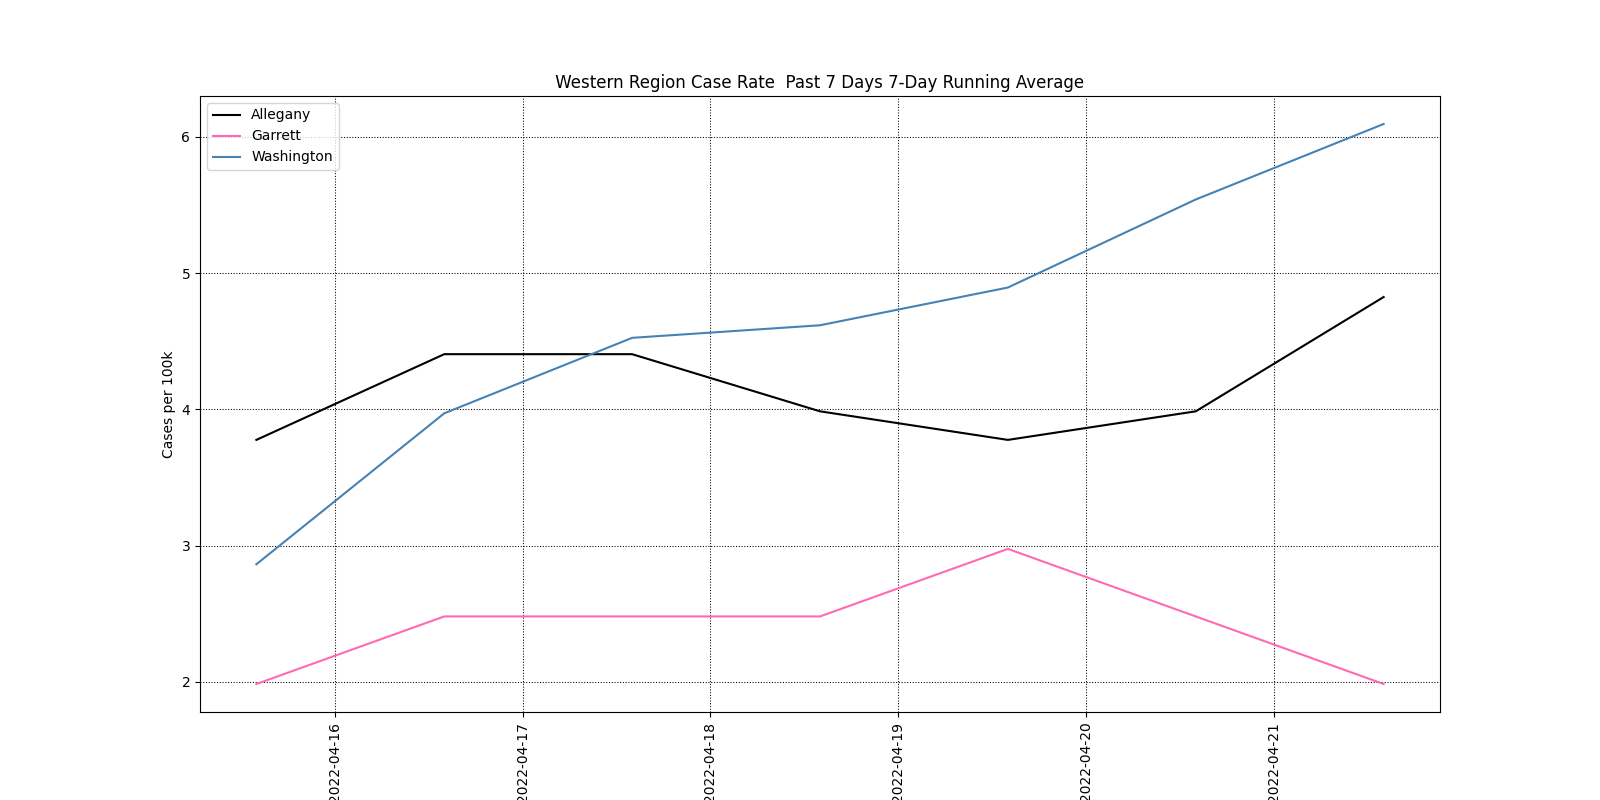 Western Region Case Rate  Past 7 Days 7-Day Running Average
Allegany
Garrett
Washington
6
5
4
3
2
Cases per 100k
2022-04-16
2022-04-17
2022-04-18
2022-04-19
2022-04-20
2022-04-21